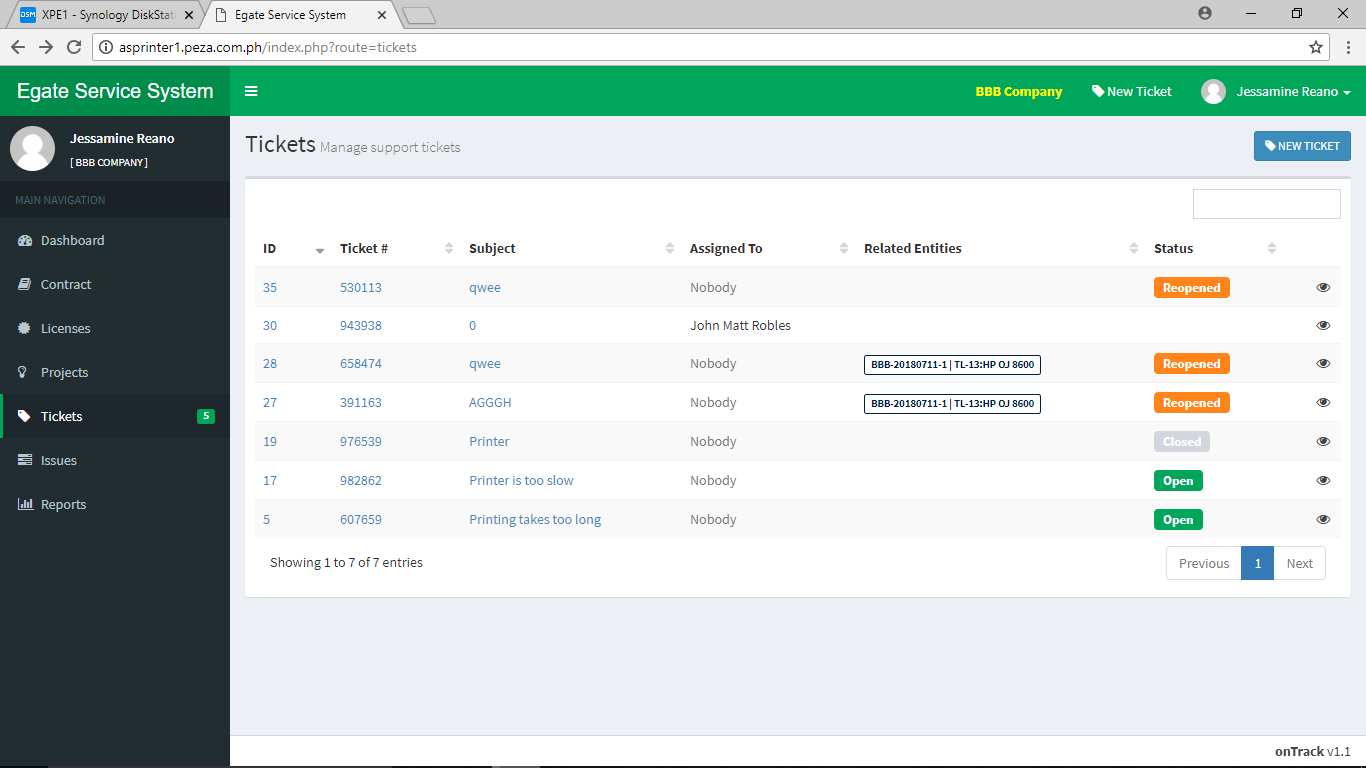 XPE1 - Synology DiskStat
Egate Service System
asprinter1.peza.com.ph/index.php?route=tickets
Egate Service System
BBB Company
New Ticket
Jessamine Reano
Jessamine Reano
[ BBB COMPANY ]
MAIN NAVIGATION
Dashboard
Contract
Licenses
Projects
Tickets 5
Issues
Reports
Tickets Manage support tickets
NEW TICKET
ID Ticket # Subject Assigned To Related Entities Status
35 530113 qwee Nobody Reopened
30 943938 0 John Matt Robles
28 658474 qwee Nobody BBB-20180711-1 | TL-13:HP OJ 8600 Reopened
27 391163 AGGGH Nobody BBB-20180711-1 | TL-13:HP OJ 8600 Reopened
19 976539 Printer Nobody Closed
17 982862 Printer is too slow Nobody Open
5 607659 Printing takes too long Nobody Open
Showing 1 to 7 of 7 entries
Previous 1 Next
onTrack v1.1